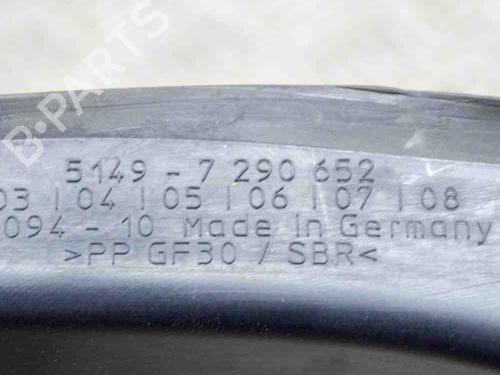 B-PARTS
5149 - 7 290 652
03 | 04 | 05 | 06 | 07 | 08
094 - 10 Made in Germany
>PP GF30 / SBR<